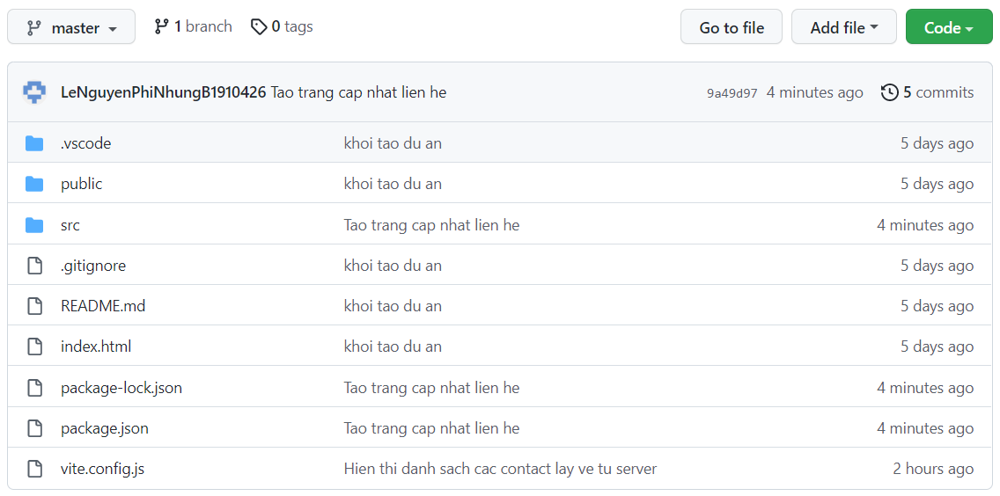 master 1 branch 0 tags Go to file Add file Code
LeNguyenPhiNhungB1910426 Tao trang cap nhat lien he 9a49d97 4 minutes ago 5 commits
.vscode khoi tao du an 5 days ago
public khoi tao du an 5 days ago
src Tao trang cap nhat lien he 4 minutes ago
.gitignore khoi tao du an 5 days ago
README.md khoi tao du an 5 days ago
index.html khoi tao du an 5 days ago
package-lock.json Tao trang cap nhat lien he 4 minutes ago
package.json Tao trang cap nhat lien he 4 minutes ago
vite.config.js Hien thi danh sach cac contact lay ve tu server 2 hours ago